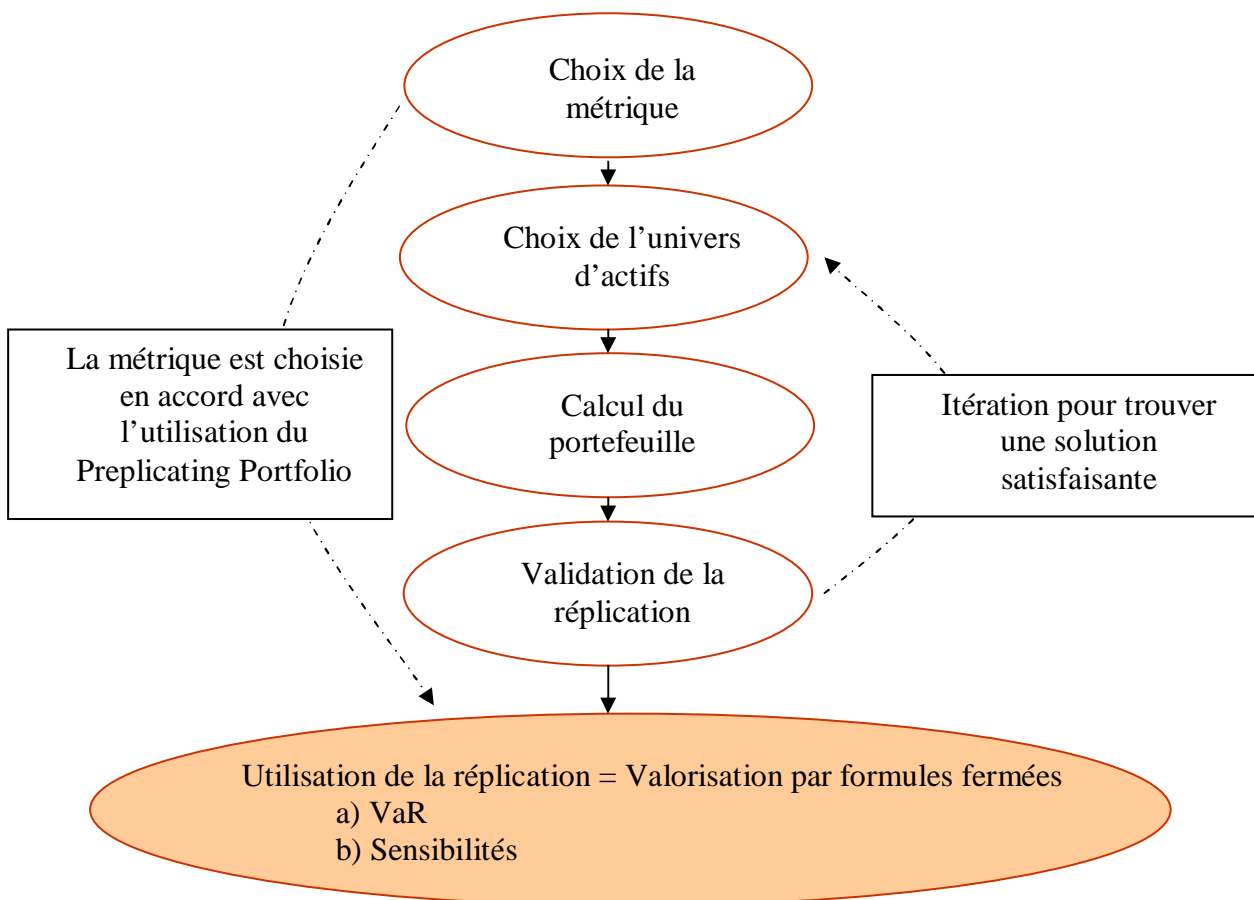 Choix de la
métrique
Choix de l’univers
d’actifs
La métrique est choisie
en accord avec
l’utilisation du
Preplicating Portfolio
Calcul du
portefeuille
Itération pour trouver
une solution
satisfaisante
Validation de la
réplication
Utilisation de la réplication = Valorisation par formules fermées
a) VaR
b) Sensibilités